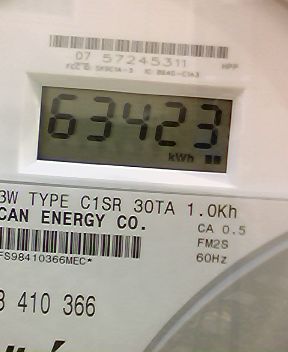 07 57245311 HPP
63423
kWh
3W TYPE C1SR 30TA 1.0Kh
CAN ENERGY CO.
CA 0.5
FM2S
60Hz
FS98410366MEC*
410 366